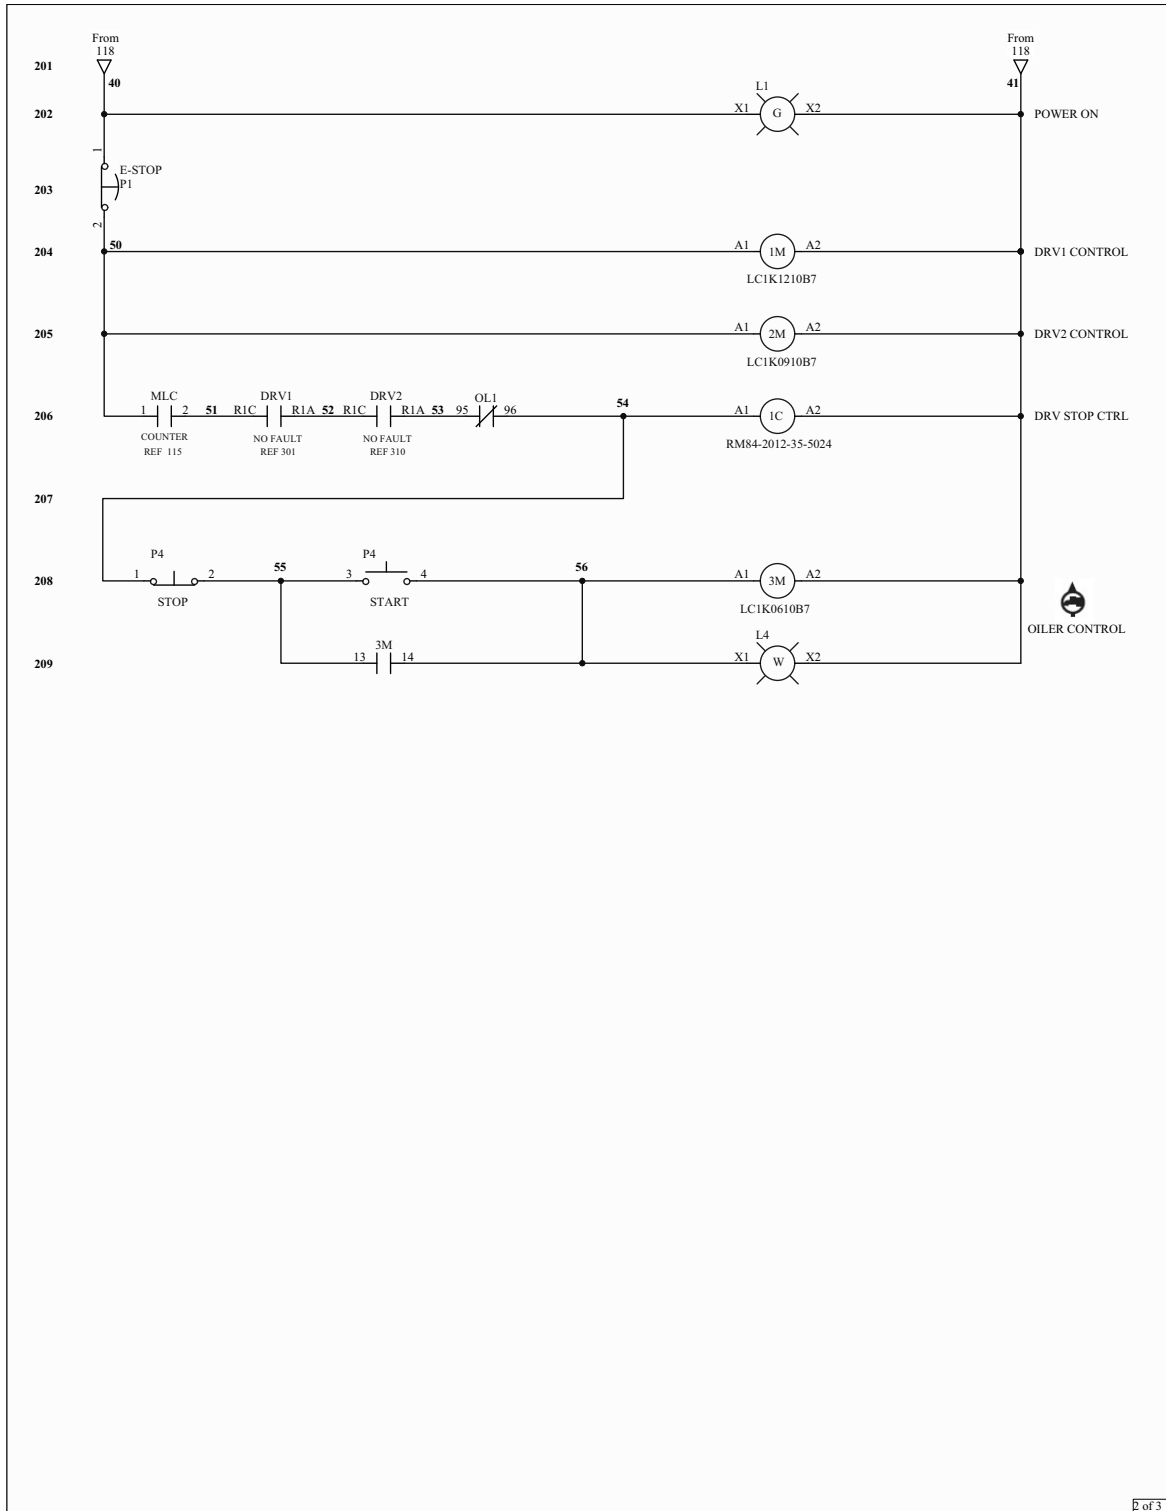 From
118
From
118
201
40
41
L1
202
X1
G
X2
POWER ON
1
E-STOP
203
P1
2
50
204
A1
1M
A2
DRV1 CONTROL
LC1K1210B7
205
A1
2M
A2
DRV2 CONTROL
LC1K0910B7
MLC
DRV1
DRV2
OL1
54
206
1
2
51
R1C
R1A
52
R1C
R1A
53
95
96
A1
1C
A2
DRV STOP CTRL
COUNTER
REF 115
NO FAULT
REF 301
NO FAULT
REF 310
RM84-2012-35-5024
207
P4
55
P4
56
208
1
2
3
4
A1
3M
A2
STOP
START
LC1K0610B7
OILER CONTROL
3M
L4
209
13
14
X1
W
X2
2 of 3